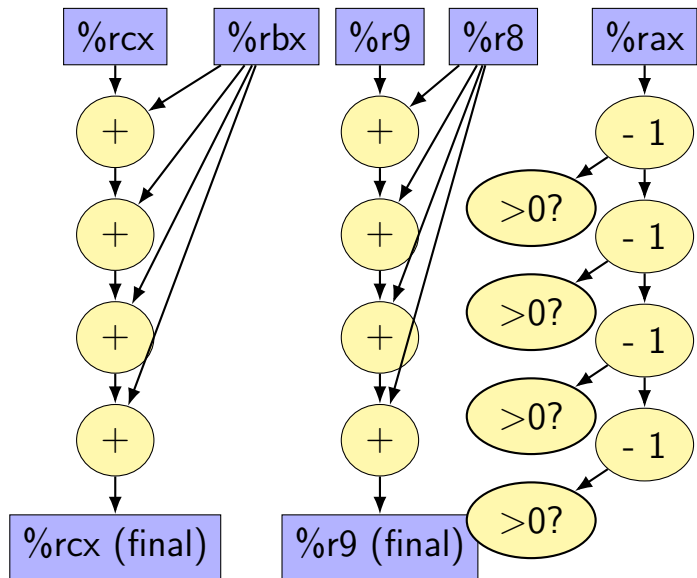 %rcx %rbx %r9 %r8 %rax
+ + - 1
>0?
+ + - 1
>0?
+ + - 1
>0?
+ + - 1
>0?
%rcx (final) %r9 (final)